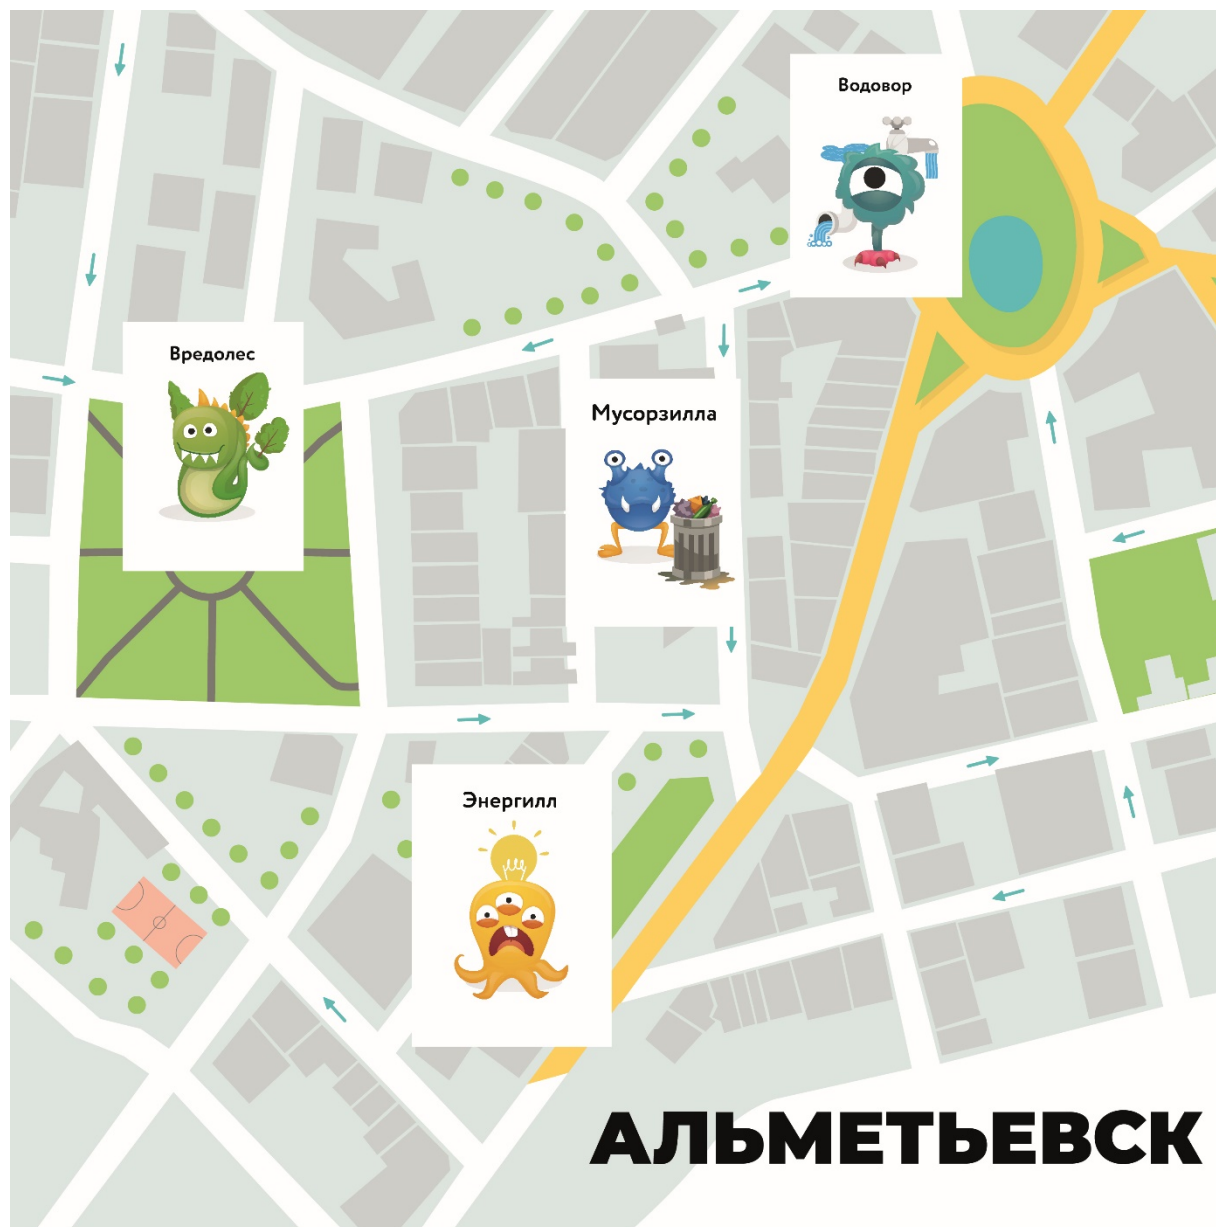 Водовор
Вредолес
Мусорзилла
Энергилл
АЛЬМЕТЬЕВСК